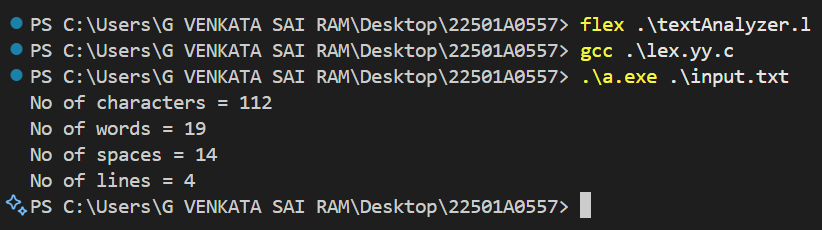 PS C:\Users\G VENKATA SAI RAM\Desktop\22501A0557> flex .\textAnalyzer.l
PS C:\Users\G VENKATA SAI RAM\Desktop\22501A0557> gcc .\lex.yy.c
PS C:\Users\G VENKATA SAI RAM\Desktop\22501A0557> .\a.exe .\input.txt
No of characters = 112
No of words = 19
No of spaces = 14
No of lines = 4
PS C:\Users\G VENKATA SAI RAM\Desktop\22501A0557>